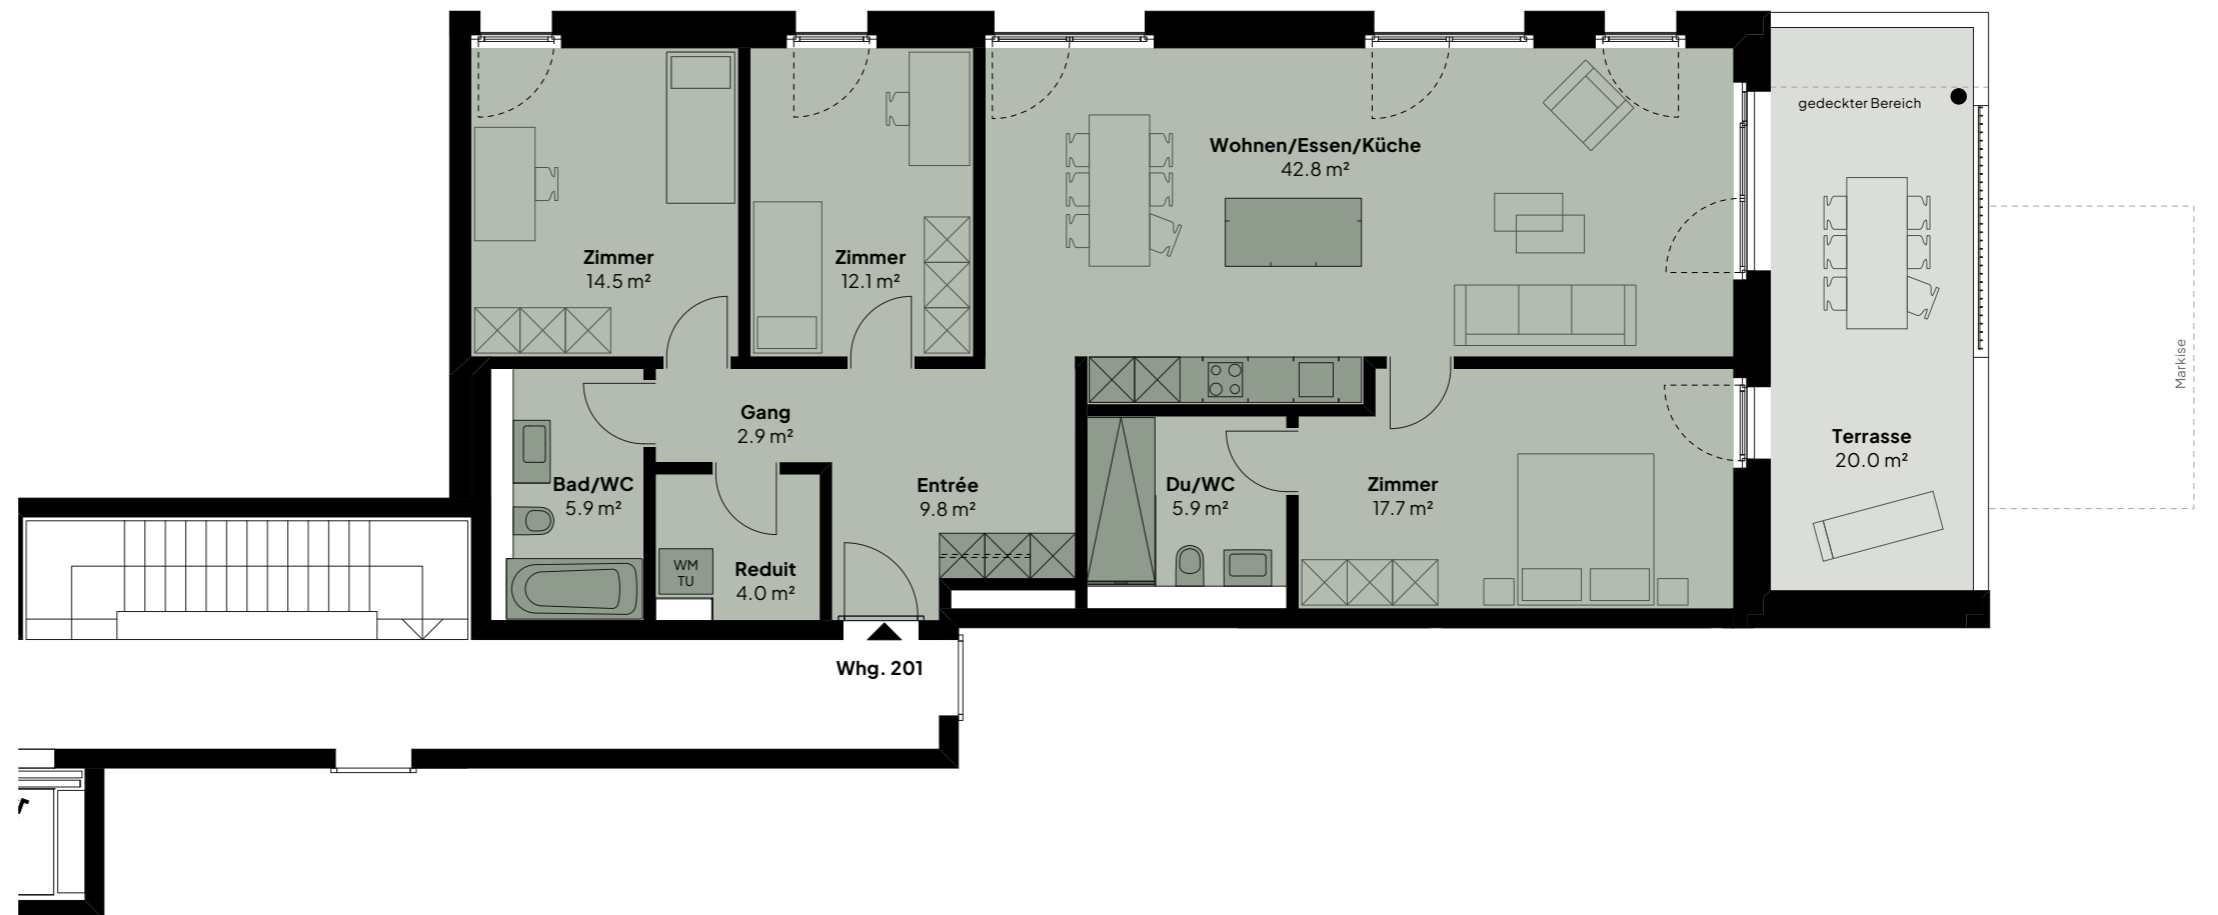 gedeckter Bereich
Wohnen/Essen/Küche
42.8 m²
Zimmer
14.5 m²
Zimmer
12.1 m²
Markise
Gang
2.9 m²
Terrasse
20.0 m²
Bad/WC
5.9 m²
Entrée
9.8 m²
Du/WC
5.9 m²
Zimmer
17.7 m²
WM
TU
Reduit
4.0 m²
Whg. 201